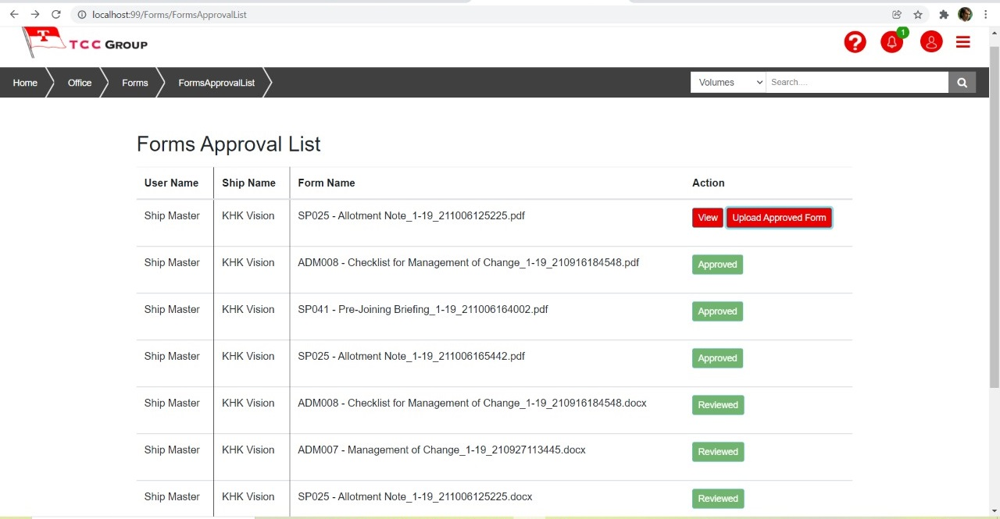 localhost:99/Forms/FormsApprovalList
T
TCC GROUP
? 1
Home Office Forms FormsApprovalList Volumes Search....
Forms Approval List
User Name Ship Name Form Name Action
Ship Master KHK Vision SP025 - Allotment Note_1-19_211006125225.pdf View Upload Approved Form
Ship Master KHK Vision ADM008 - Checklist for Management of Change_1-19_210916184548.pdf Approved
Ship Master KHK Vision SP041 - Pre-Joining Briefing_1-19_211006164002.pdf Approved
Ship Master KHK Vision SP025 - Allotment Note_1-19_211006165442.pdf Approved
Ship Master KHK Vision ADM008 - Checklist for Management of Change_1-19_210916184548.docx Reviewed
Ship Master KHK Vision ADM007 - Management of Change_1-19_210927113445.docx Reviewed
Ship Master KHK Vision SP025 - Allotment Note_1-19_211006125225.docx Reviewed